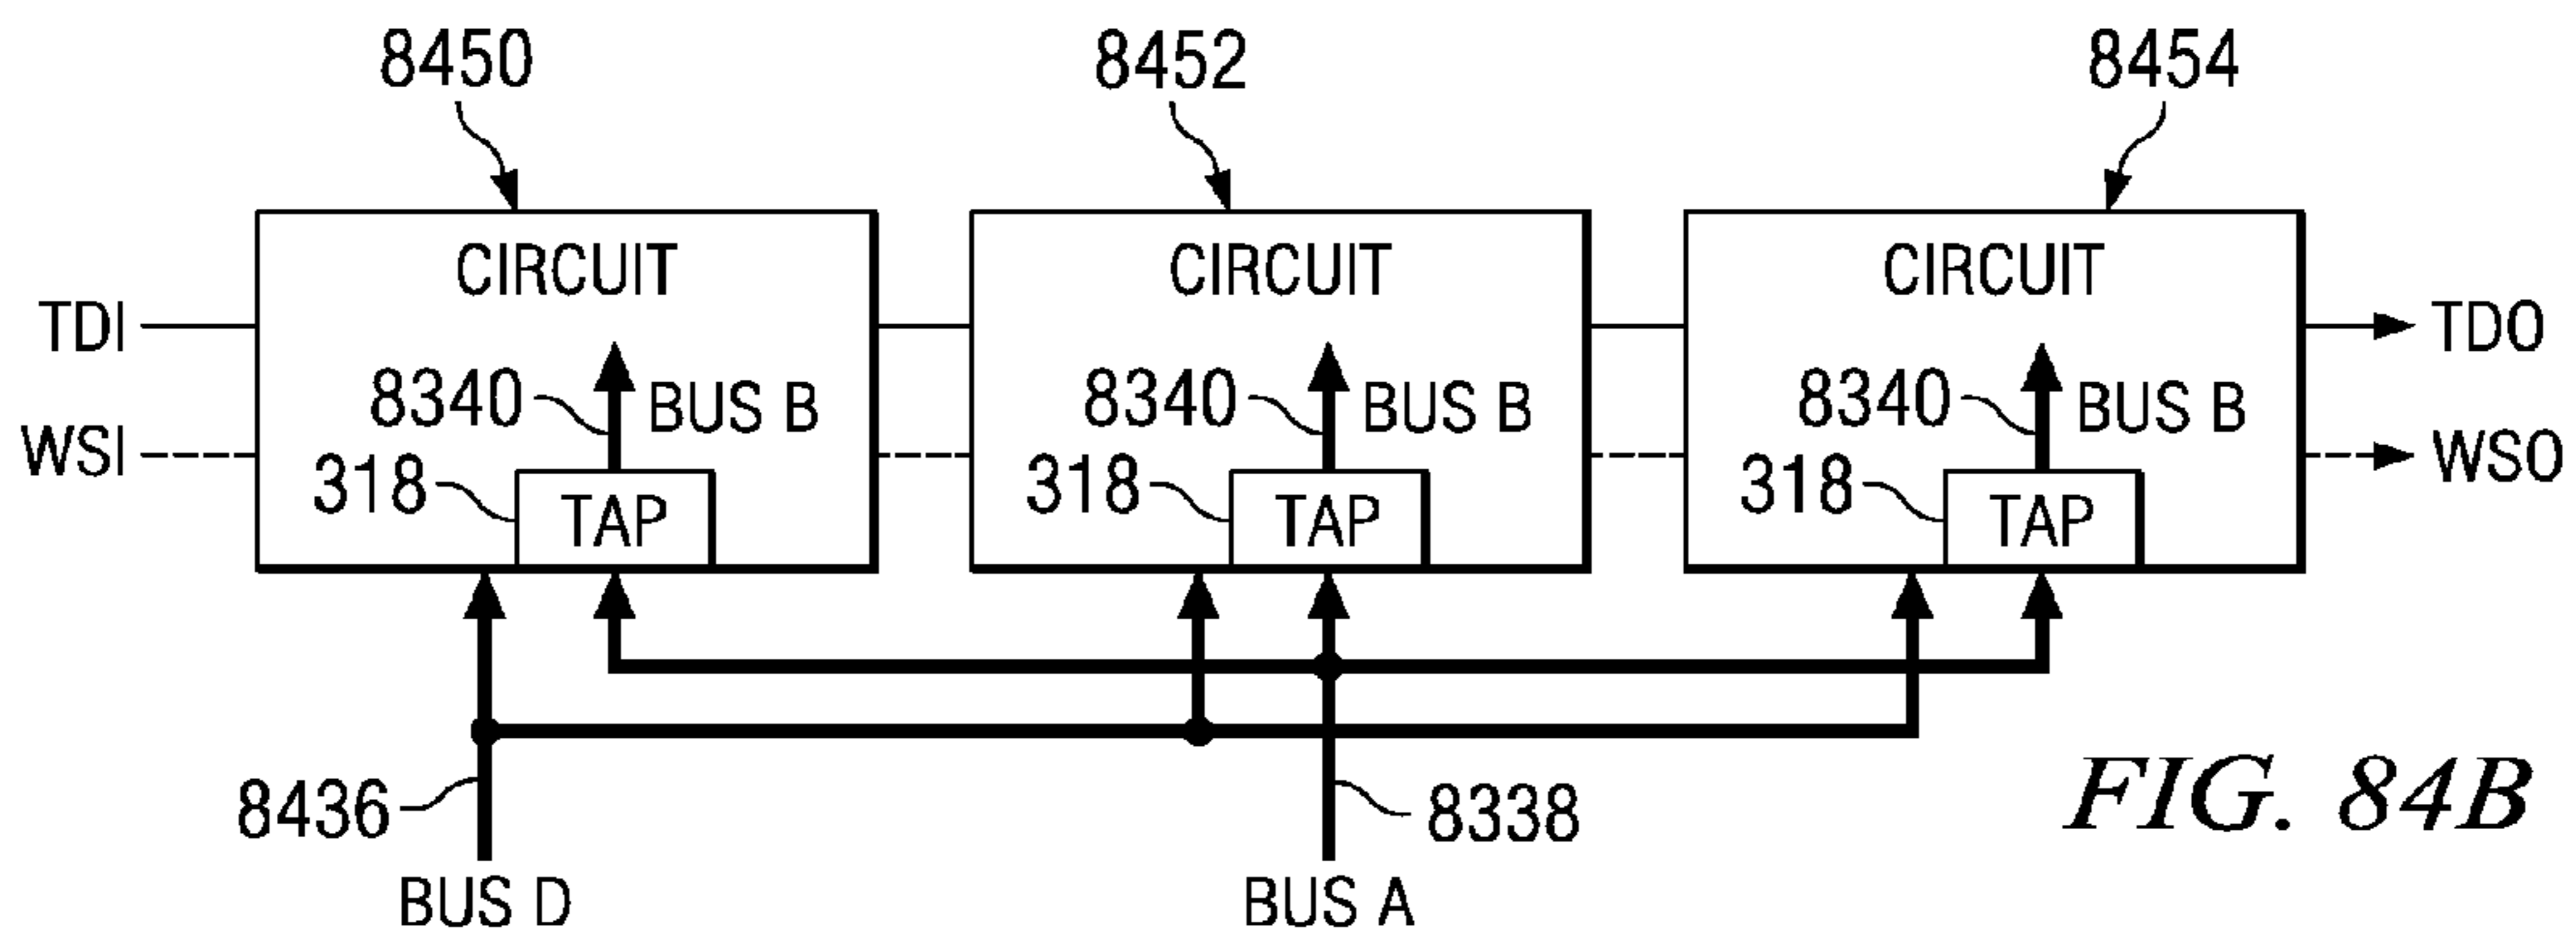 8450 8452 8454
CIRCUIT CIRCUIT CIRCUIT
TDI TDO
8340 BUS B 8340 BUS B 8340 BUS B
WSI WSO
318 TAP 318 TAP 318 TAP
8436 8338
FIG. 84B
BUS D BUS A